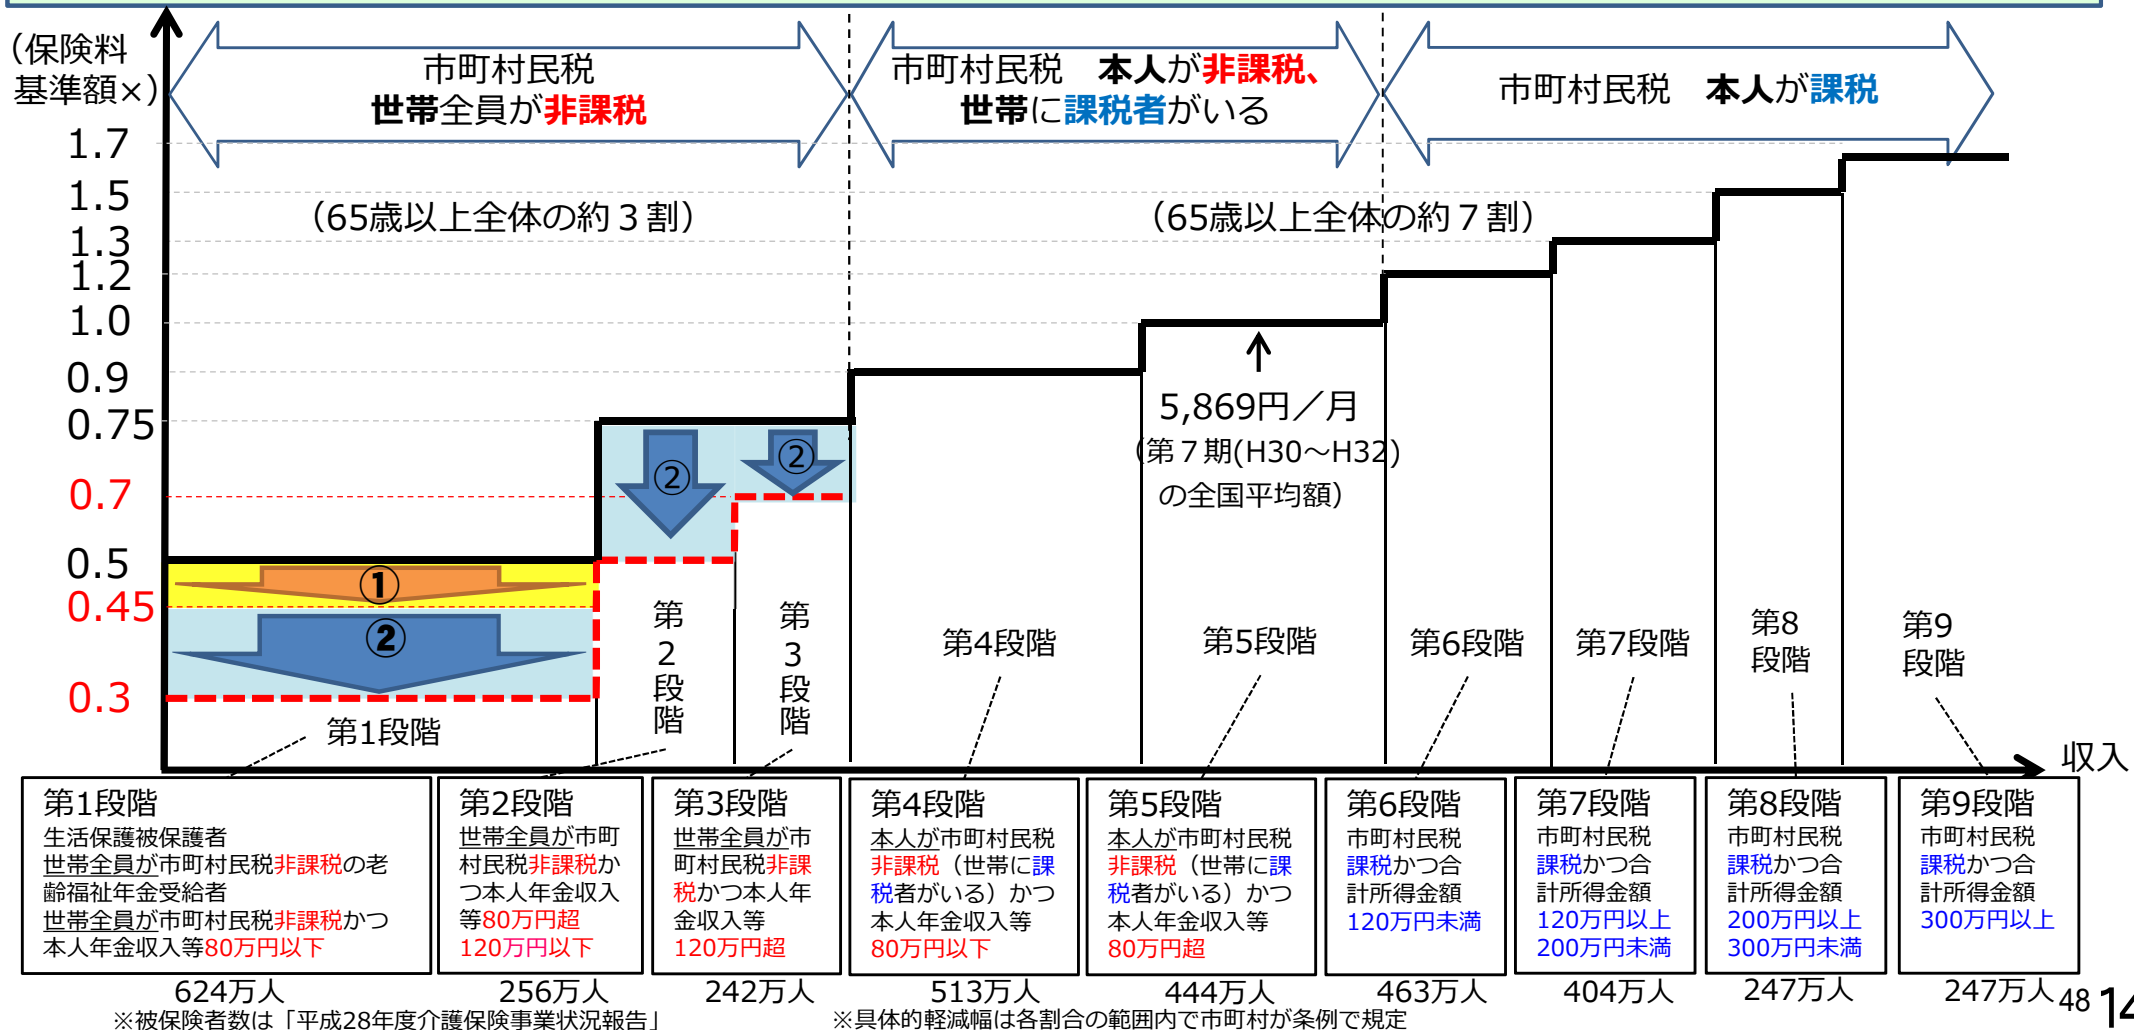 (保険料
基準額×)
市町村民税
世帯全員が非課税
市町村民税　本人が非課税、
世帯に課税者がいる
市町村民税　本人が課税
1.7
1.5
1.3
1.2
1.0
0.9
0.75
0.7
0.5
0.45
0.3
(65歳以上全体の約３割)
(65歳以上全体の約７割)
5,869円／月
(第７期(H30～H32)
の全国平均額)
①
②
②
②
第1段階
第２段階
第３段階
第4段階
第5段階
第6段階
第7段階
第8
段階
第9
段階
収入
第1段階
生活保護被保護者
世帯全員が市町村民税非課税の老
齢福祉年金受給者
世帯全員が市町村民税非課税かつ
本人年金収入等80万円以下
第2段階
世帯全員が市町
村民税非課税か
つ本人年金収入
等80万円超
120万円以下
第3段階
世帯全員が市
町村民税非課
税かつ本人年
金収入等
120万円超
第4段階
本人が市町村民税
非課税（世帯に課
税者がいる）かつ
本人年金収入等
80万円以下
第5段階
本人が市町村民税
非課税（世帯に課
税者がいる）かつ
本人年金収入等
80万円超
第6段階
市町村民税
課税かつ合
計所得金額
120万円未満
第7段階
市町村民税
課税かつ合
計所得金額
120万円以上
200万円未満
第8段階
市町村民税
課税かつ合
計所得金額
200万円以上
300万円未満
第9段階
市町村民税
課税かつ合
計所得金額
300万円以上
624万人
256万人
242万人
513万人
444万人
463万人
404万人
247万人
247万人
※被保険者数は「平成28年度介護保険事業状況報告」
※具体的軽減幅は各割合の範囲内で市町村が条例で規定
48
14